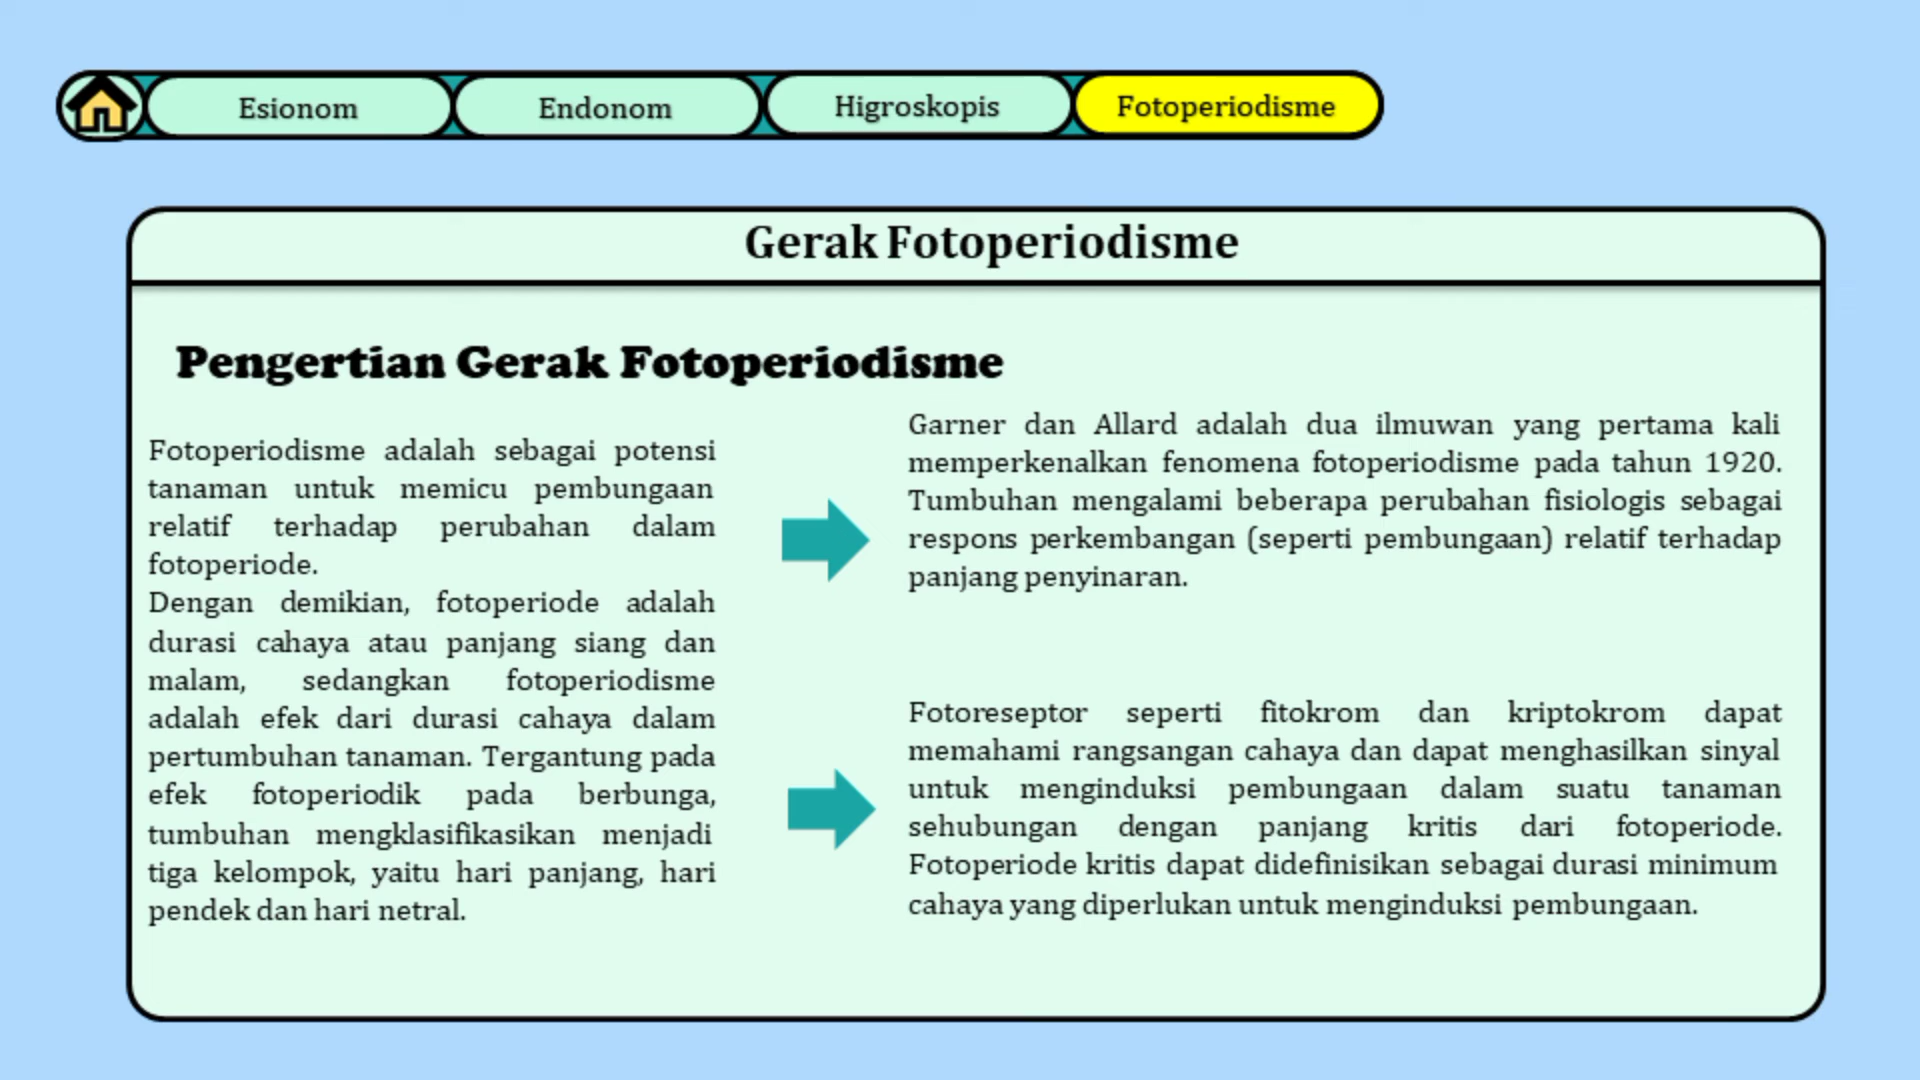 Esionom
Endonom
Higroskopis
Fotoperiodisme
Gerak Fotoperiodisme
Pengertian Gerak Fotoperiodisme
Fotoperiodisme adalah sebagai potensi
tanaman untuk memicu pembungaan
relatif terhadap perubahan dalam
fotoperiode.
Dengan demikian, fotoperiode adalah
durasi cahaya atau panjang siang dan
malam, sedangkan fotoperiodisme
adalah efek dari durasi cahaya dalam
pertumbuhan tanaman. Tergantung pada
efek fotoperiodik pada berbunga,
tumbuhan mengklasifikasikan menjadi
tiga kelompok, yaitu hari panjang, hari
pendek dan hari netral.
Garner dan Allard adalah dua ilmuwan yang pertama kali
memperkenalkan fenomena fotoperiodisme pada tahun 1920.
Tumbuhan mengalami beberapa perubahan fisiologis sebagai
respons perkembangan (seperti pembungaan) relatif terhadap
panjang penyinaran.
Fotoreseptor seperti fitokrom dan kriptokrom dapat
memahami rangsangan cahaya dan dapat menghasilkan sinyal
untuk menginduksi pembungaan dalam suatu tanaman
sehubungan dengan panjang kritis dari fotoperiode.
Fotoperiode kritis dapat didefinisikan sebagai durasi minimum
cahaya yang diperlukan untuk menginduksi pembungaan.